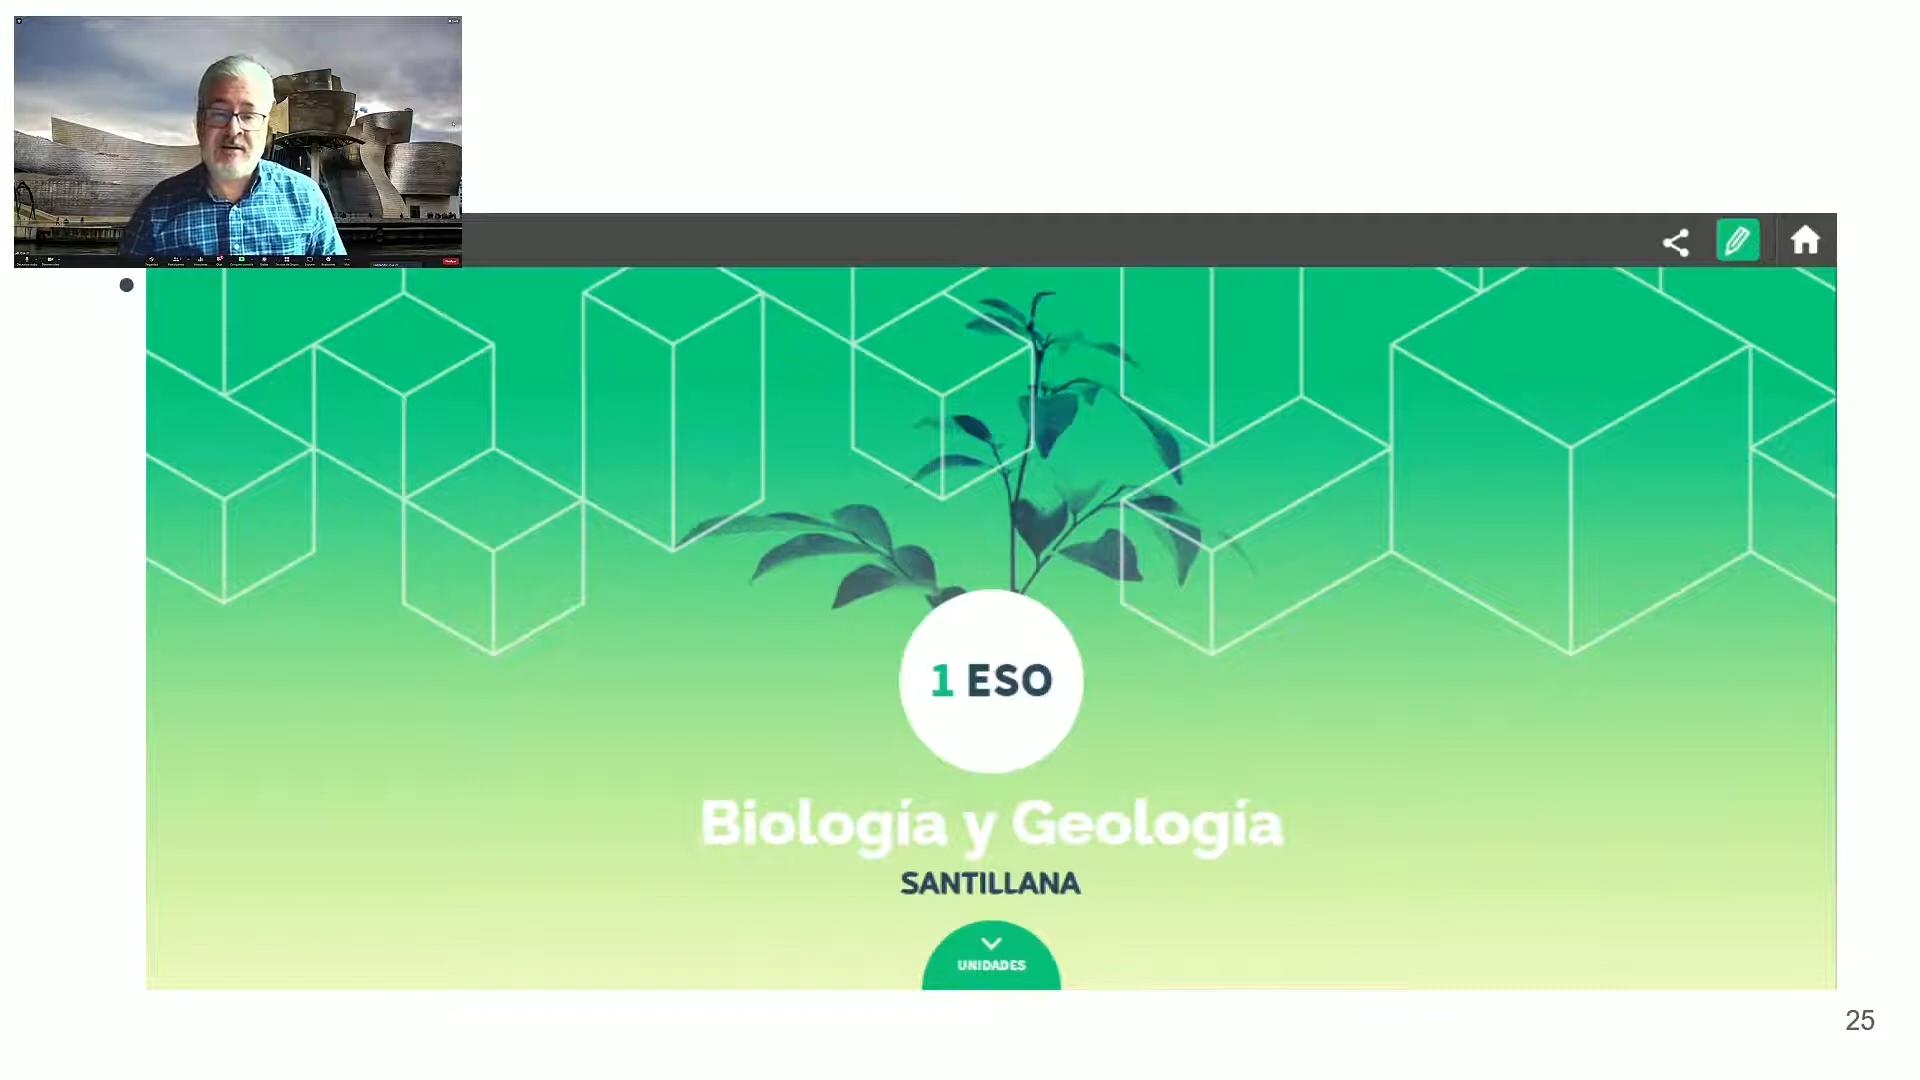 1 ESO
Biología y Geología
SANTILLANA
UNIDADES
25